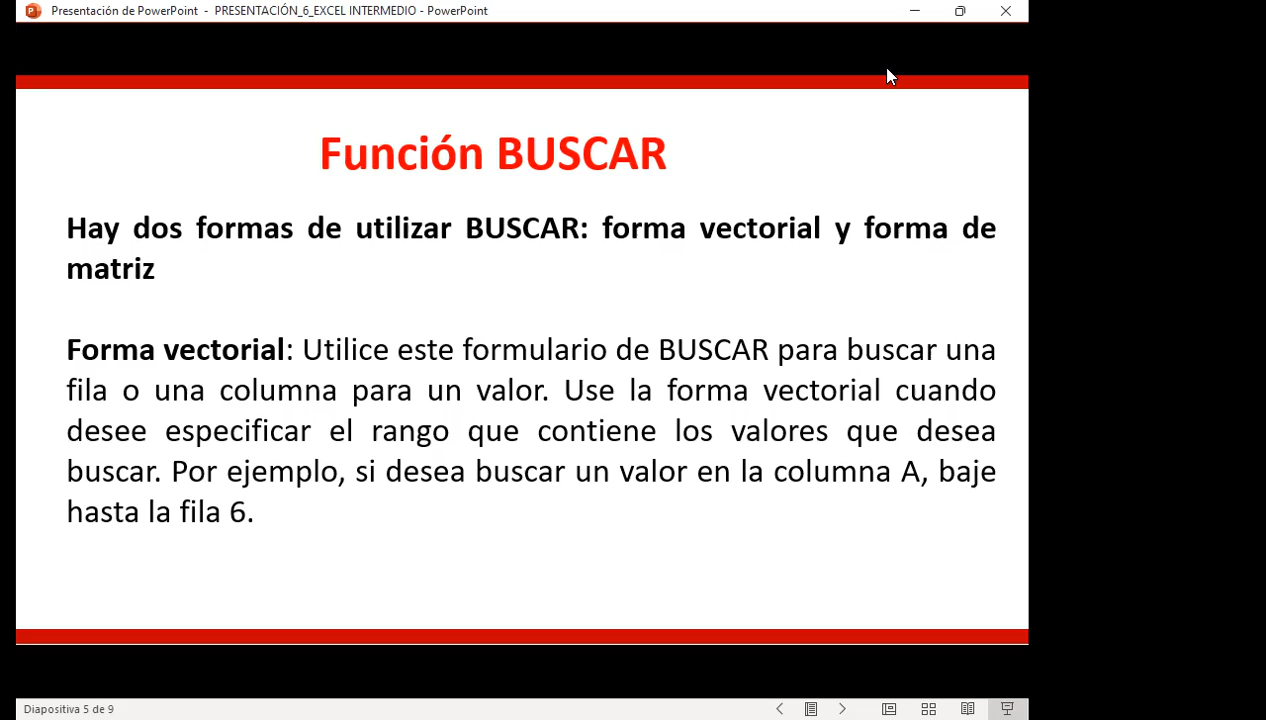 Presentación de PowerPoint - PRESENTACIÓN_6_EXCEL INTERMEDIO - PowerPoint
Función BUSCAR
Hay dos formas de utilizar BUSCAR: forma vectorial y forma de
matriz
Forma vectorial: Utilice este formulario de BUSCAR para buscar una
fila o una columna para un valor. Use la forma vectorial cuando
desee especificar el rango que contiene los valores que desea
buscar. Por ejemplo, si desea buscar un valor en la columna A, baje
hasta la fila 6.
Diapositiva 5 de 9